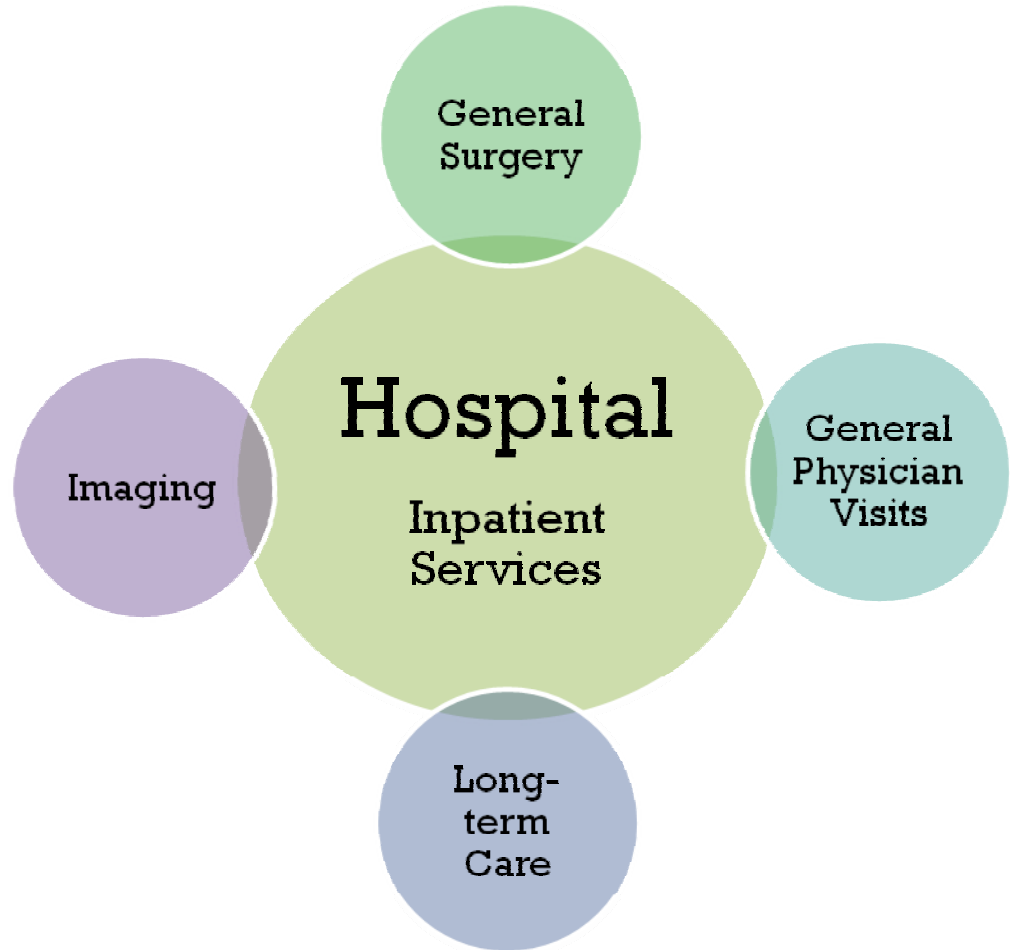 General
Surgery
Hospital
Inpatient
Services
Imaging
General
Physician
Visits
Long-
term
Care